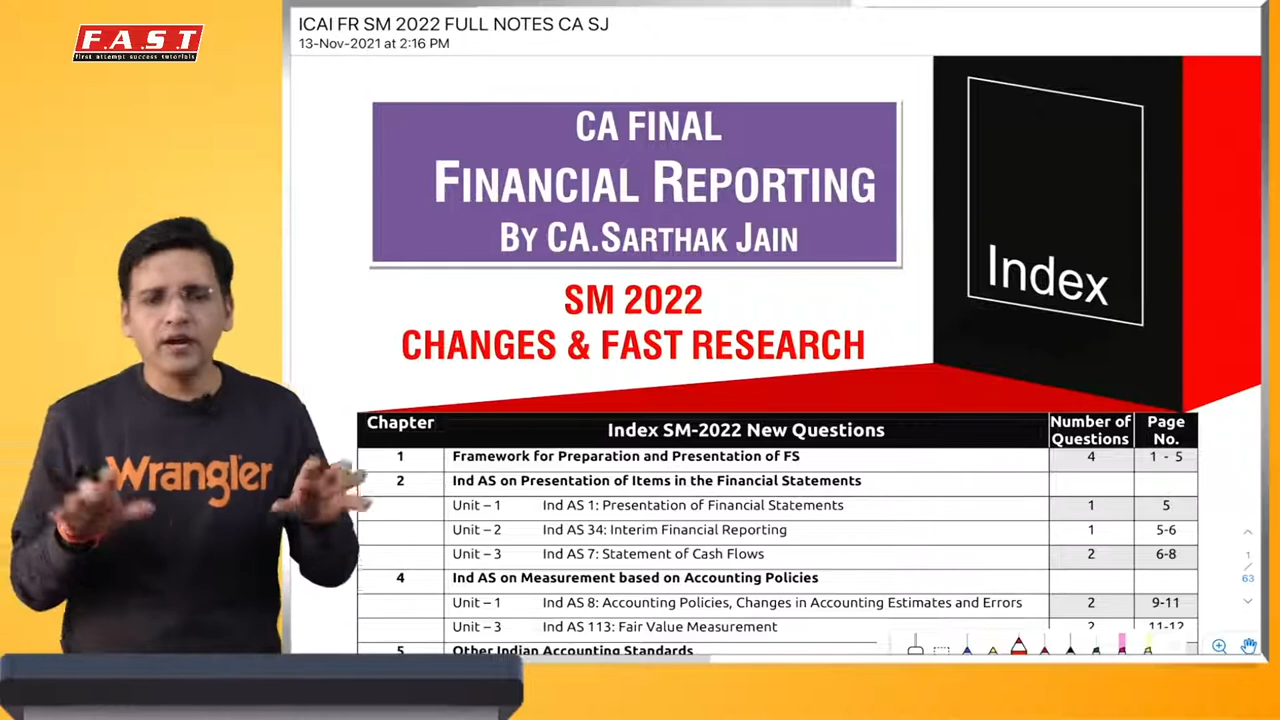 F.A.S.T
first attempt success tutorials
ICAI FR SM 2022 FULL NOTES CA SJ
13-Nov-2021 at 2:16 PM
CA FINAL
FINANCIAL REPORTING
BY CA.SARTHAK JAIN
SM 2022
CHANGES & FAST RESEARCH
Index
Chapter Index SM-2022 New Questions Number of Questions Page No.
1 Framework for Preparation and Presentation of FS 4 1 - 5
2 Ind AS on Presentation of Items in the Financial Statements
Unit – 1 Ind AS 1: Presentation of Financial Statements 1 5
Unit – 2 Ind AS 34: Interim Financial Reporting 1 5-6
Unit – 3 Ind AS 7: Statement of Cash Flows 2 6-8
4 Ind AS on Measurement based on Accounting Policies
Unit – 1 Ind AS 8: Accounting Policies, Changes in Accounting Estimates and Errors 2 9-11
Unit – 3 Ind AS 113: Fair Value Measurement 2 11-12
5 Other Indian Accounting Standards
1
/
63
Wrangler